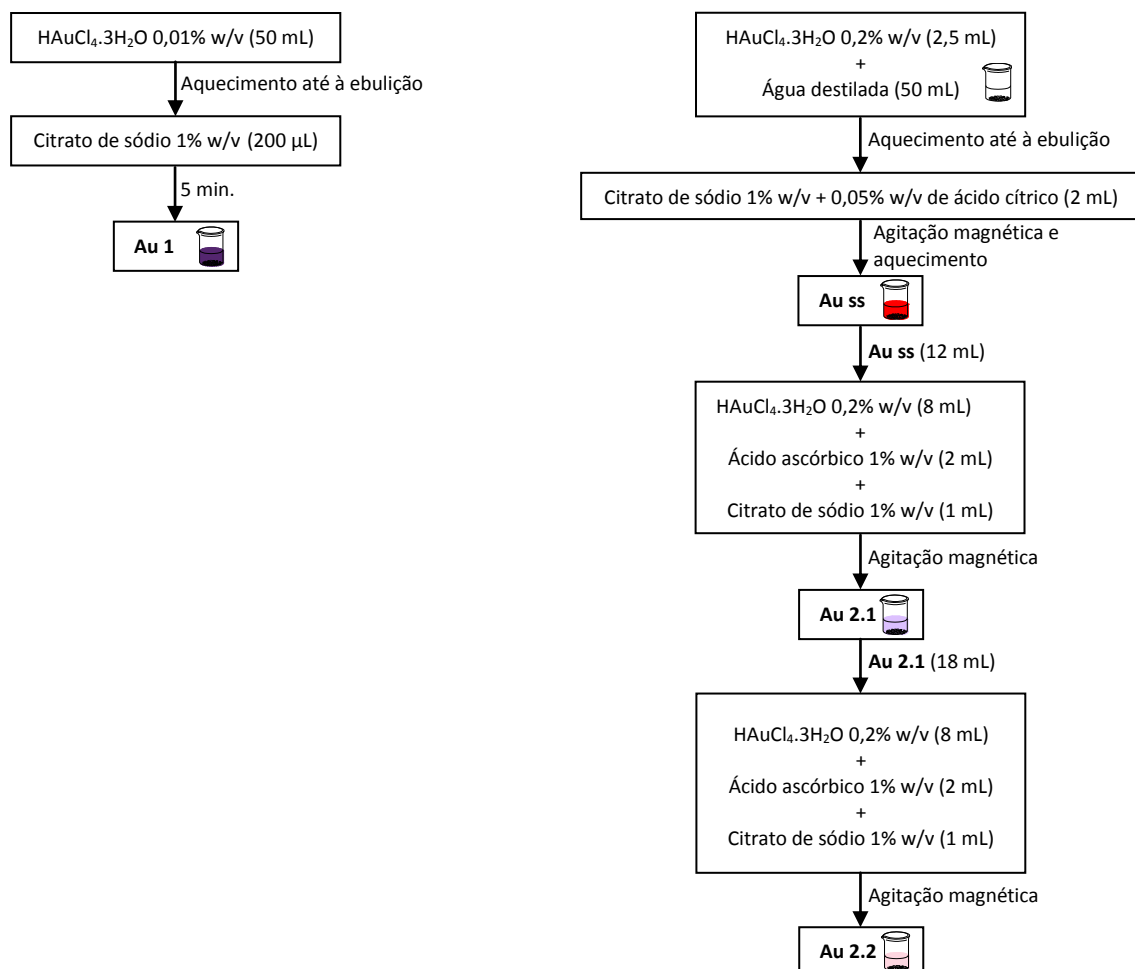 HAuCl₄.3H₂O 0,01% w/v (50 mL)
Aquecimento até à ebulição
Citrato de sódio 1% w/v (200 µL)
5 min.
Au 1
HAuCl₄.3H₂O 0,2% w/v (2,5 mL)
+
Água destilada (50 mL)
Aquecimento até à ebulição
Citrato de sódio 1% w/v + 0,05% w/v de ácido cítrico (2 mL)
Agitação magnética e
aquecimento
Au ss
Au ss (12 mL)
HAuCl₄.3H₂O 0,2% w/v (8 mL)
+
Ácido ascórbico 1% w/v (2 mL)
+
Citrato de sódio 1% w/v (1 mL)
Agitação magnética
Au 2.1
Au 2.1 (18 mL)
HAuCl₄.3H₂O 0,2% w/v (8 mL)
+
Ácido ascórbico 1% w/v (2 mL)
+
Citrato de sódio 1% w/v (1 mL)
Agitação magnética
Au 2.2